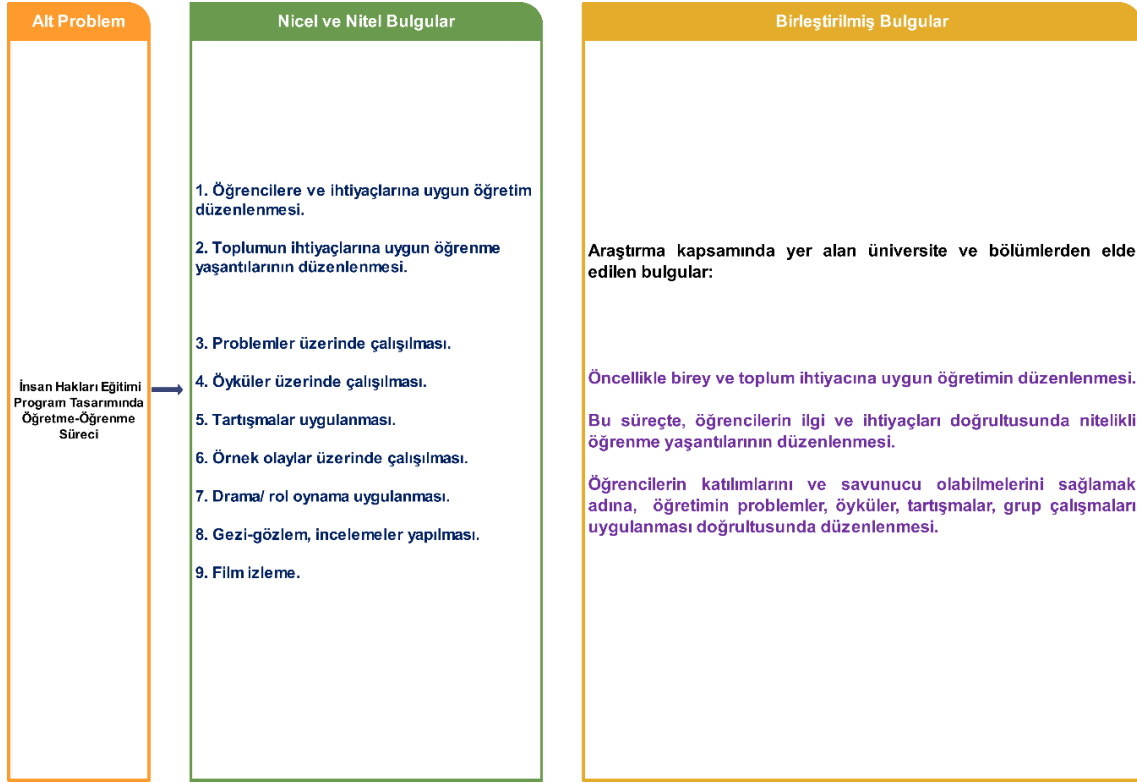 Alt Problem
Nicel ve Nitel Bulgular
Birleştirilmiş Bulgular
İnsan Hakları Eğitimi
Program Tasarımında
Öğretme-Öğrenme
Süreci
1. Öğrencilere ve ihtiyaçlarına uygun öğretim
düzenlenmesi.
2. Toplumun ihtiyaçlarına uygun öğrenme
yaşantılarının düzenlenmesi.
3. Problemler üzerinde çalışılması.
4. Öyküler üzerinde çalışılması.
5. Tartışmalar uygulanması.
6. Örnek olaylar üzerinde çalışılması.
7. Drama/ rol oynama uygulanması.
8. Gezi-gözlem, incelemeler yapılması.
9. Film izleme.
Araştırma kapsamında yer alan üniversite ve bölümlerden elde
edilen bulgular:
Öncellikle birey ve toplum ihtiyacına uygun öğretimin düzenlenmesi.
Bu süreçte, öğrencilerin ilgi ve ihtiyaçları doğrultusunda nitelikli
öğrenme yaşantılarının düzenlenmesi.
Öğrencilerin katılımlarını ve savunucu olabilmelerini sağlamak
adına, öğretimin problemler, öyküler, tartışmalar, grup çalışmaları
uygulanması doğrultusunda düzenlenmesi.